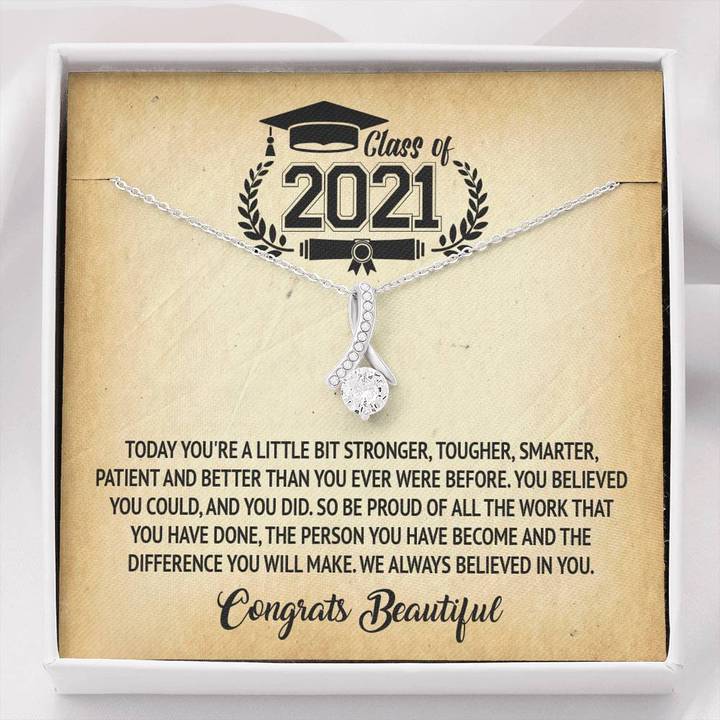 Class of
2021
TODAY YOU'RE A LITTLE BIT STRONGER, TOUGHER, SMARTER,
PATIENT AND BETTER THAN YOU EVER WERE BEFORE. YOU BELIEVED
YOU COULD, AND YOU DID. SO BE PROUD OF ALL THE WORK THAT
YOU HAVE DONE, THE PERSON YOU HAVE BECOME AND THE
DIFFERENCE YOU WILL MAKE. WE ALWAYS BELIEVED IN YOU.
Congrats Beautiful